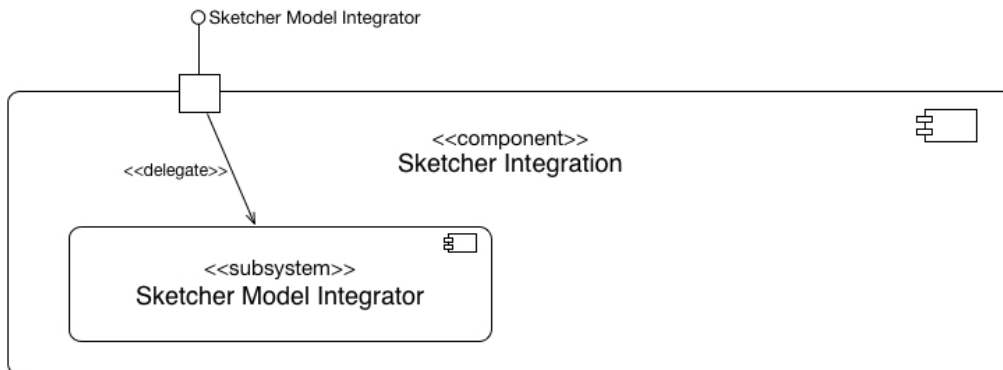 Sketcher Model Integrator
<<component>>
Sketcher Integration
<<delegate>>
<<subsystem>>
Sketcher Model Integrator